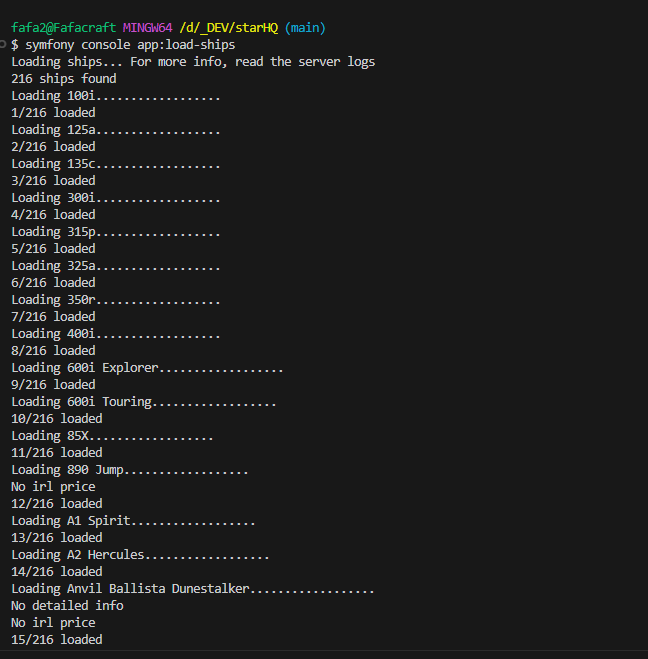 fafa2@Fafacraft MINGW64 /d/_DEV/starHQ (main)
$ symfony console app:load-ships
Loading ships... For more info, read the server logs
216 ships found
Loading 100i..................
1/216 loaded
Loading 125a..................
2/216 loaded
Loading 135c..................
3/216 loaded
Loading 300i..................
4/216 loaded
Loading 315p..................
5/216 loaded
Loading 325a..................
6/216 loaded
Loading 350r..................
7/216 loaded
Loading 400i..................
8/216 loaded
Loading 600i Explorer..................
9/216 loaded
Loading 600i Touring..................
10/216 loaded
Loading 85X..................
11/216 loaded
Loading 890 Jump..................
No irl price
12/216 loaded
Loading A1 Spirit..................
13/216 loaded
Loading A2 Hercules..................
14/216 loaded
Loading Anvil Ballista Dunestalker..................
No detailed info
No irl price
15/216 loaded